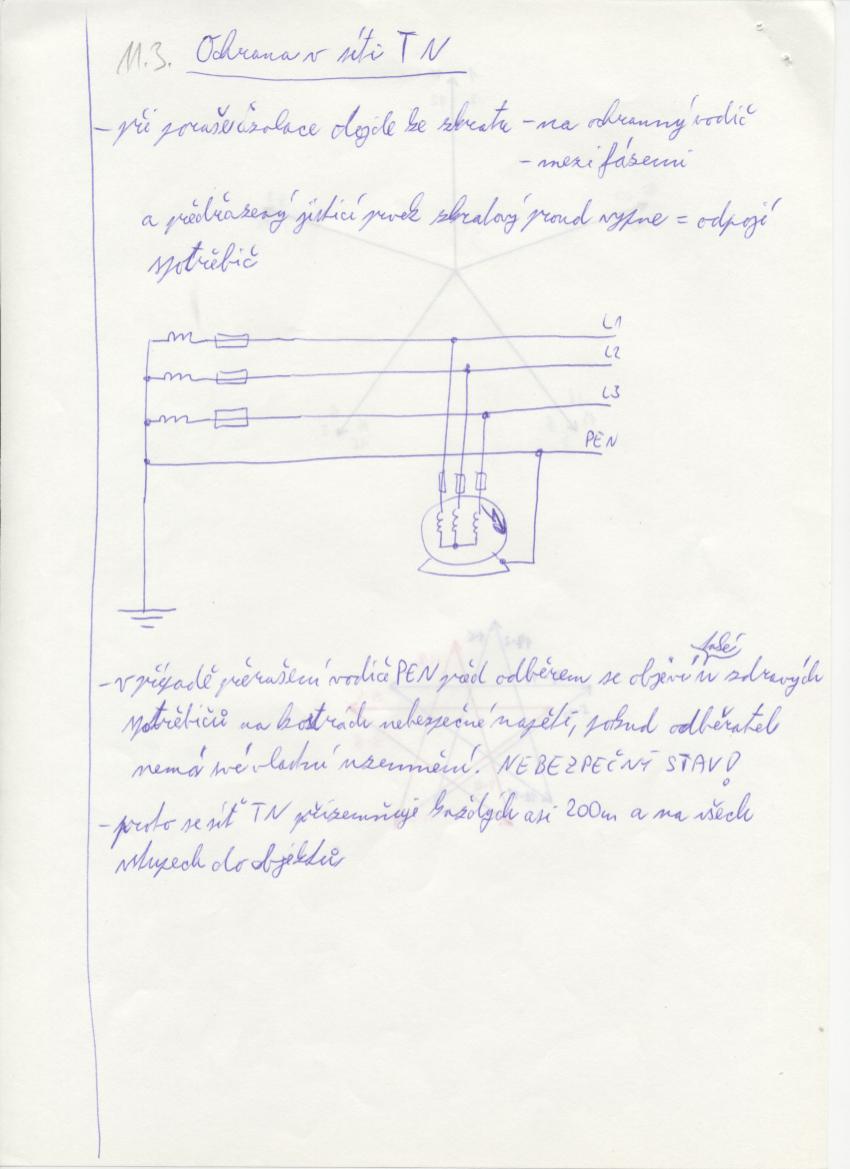 11.3. Ochrana v síti TN
- při poruše izolace dojde ke zkratu - na ochranný vodič
- mezi fázemi
a předřazený jistící prvek zkratový proud vypne = odpojí
spotřebič
L1
L2
L3
PEN
také
- v případě přerušení vodiče PEN před odběrem se objeví u zdravých
spotřebičů na kostrách nebezpečné napětí, pokud odběratel
nemá své vlastní uzemnění. NEBEZPEČNÝ STAV!
- proto se síť TN přizemňuje každých asi 200m a na všech
vstupech do objektů